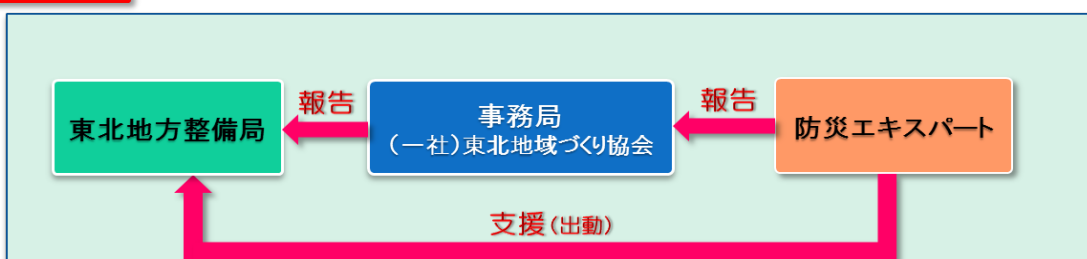 東北地方整備局
報告
事務局
(一社)東北地域づくり協会
報告
防災エキスパート
支援(出動)